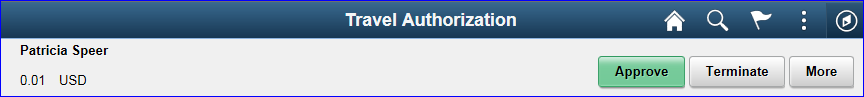 Travel Authorization
Patricia Speer
0.01 USD
Approve Terminate More